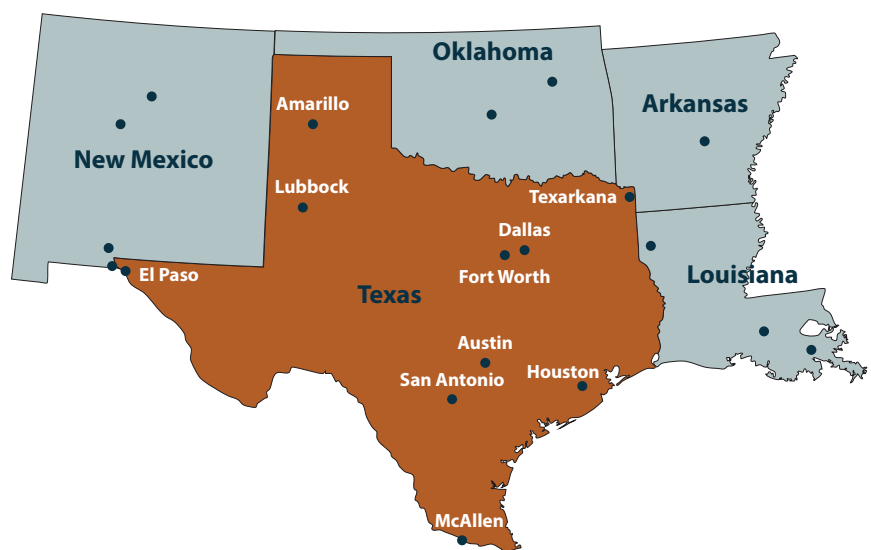 Oklahoma
Amarillo
Arkansas
New Mexico
Lubbock
Texarkana
Dallas
El Paso
Fort Worth
Louisiana
Texas
Austin
San Antonio
Houston
McAllen